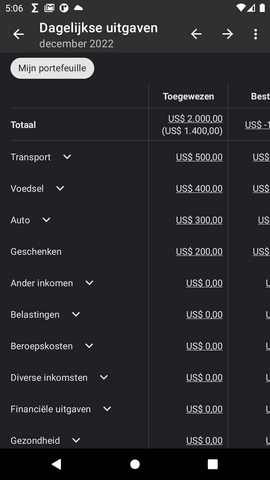 5:06
Dagelijkse uitgaven
december 2022
Mijn portefeuille
Toegewezen Best
Totaal US$ 2.000,00 US$ -1
(US$ 1.400,00)
Transport US$ 500,00 US$
Voedsel US$ 400,00 US$
Auto US$ 300,00 US
Geschenken US$ 200,00 US$
Ander inkomen US$ 0,00
Belastingen US$ 0,00
Beroepskosten US$ 0,00
Diverse inkomsten US$ 0,00
Financiële uitgaven US$ 0,00
Gezondheid US$ 0,00